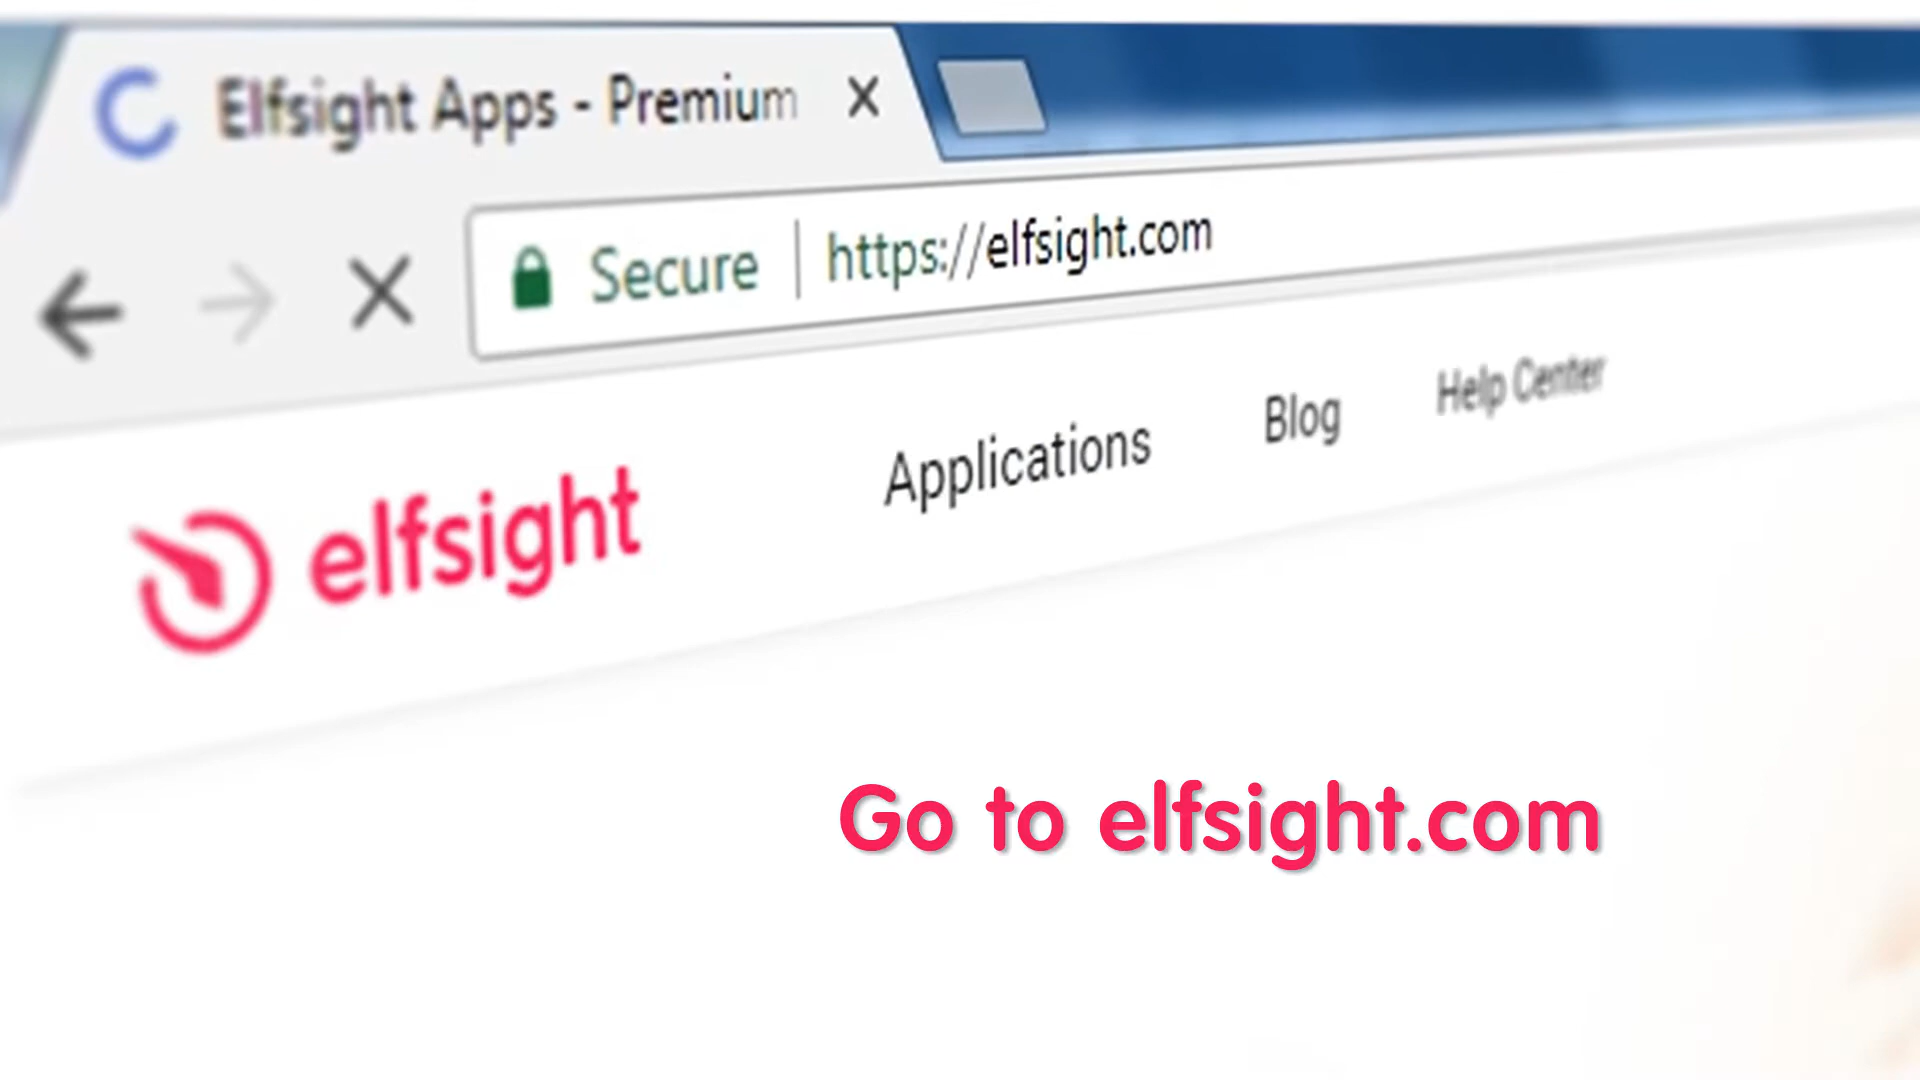 Elfsight Apps - Premium
Secure
https://elfsight.com
elfsight
Applications
Blog
Help Center
Go to elfsight.com